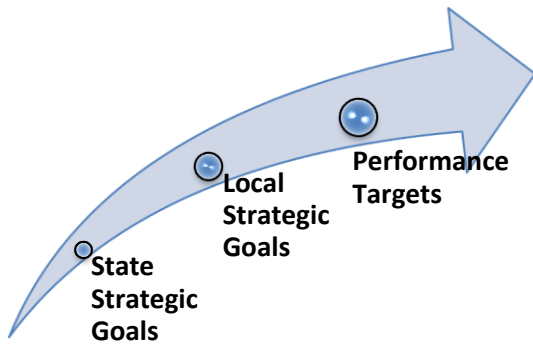 State
Strategic
Goals
Local
Strategic
Goals
Performance
Targets